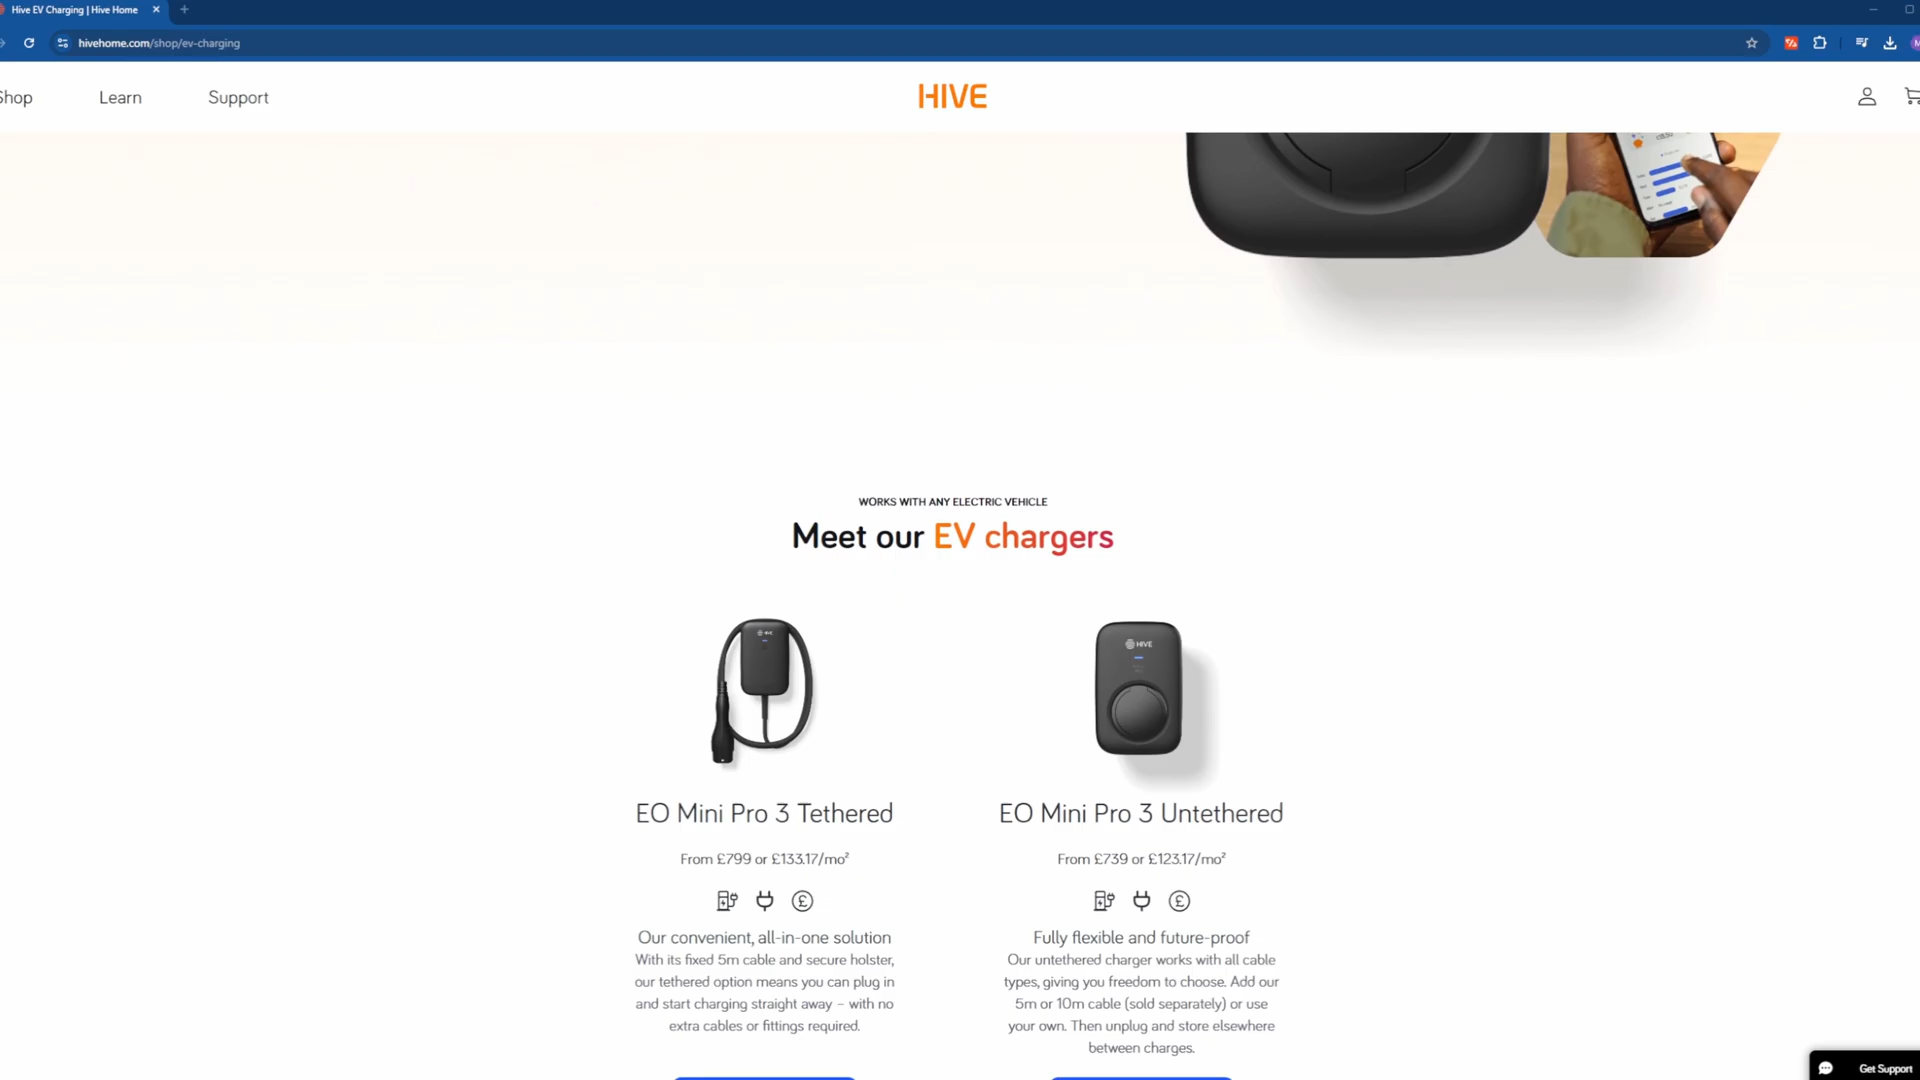 Hive EV Charging | Hive Home
hivehome.com/shop/ev-charging
Shop
Learn
Support
HIVE
WORKS WITH ANY ELECTRIC VEHICLE
Meet our EV chargers
HIVE
HIVE
EO Mini Pro 3 Tethered
From £799 or £133.17/mo²
Our convenient, all-in-one solution
With its fixed 5m cable and secure holster,
our tethered option means you can plug in
and start charging straight away – with no
extra cables or fittings required.
EO Mini Pro 3 Untethered
From £739 or £123.17/mo²
Fully flexible and future-proof
Our untethered charger works with all cable
types, giving you freedom to choose. Add our
5m or 10m cable (sold separately) or use
your own. Then unplug and store elsewhere
between charges.
Get Support